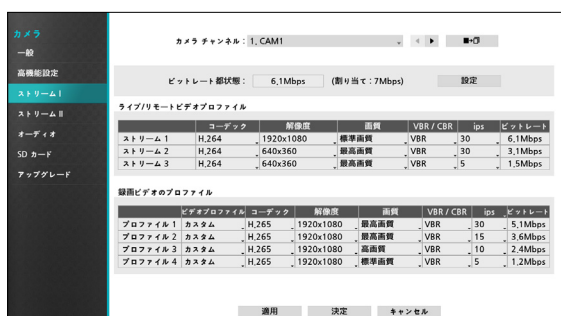 カメラ
一般
高機能設定
ストリーム I
ストリーム II
オーディオ
SD カード
アップグレード
カメラ チャンネル： 1, CAM1
ビットレート都状態： 6,1Mbps (割り当て：7Mbps) 設定
ライブ/リモートビデオプロファイル
コーデック 解像度 画質 VBR / CBR ips ビットレート
ストリーム 1 H,264 1920x1080 標準画質 VBR 30 6,1Mbps
ストリーム 2 H,264 640x360 最高画質 VBR 30 3,1Mbps
ストリーム 3 H,264 640x360 最高画質 VBR 5 1,5Mbps
録画ビデオのプロファイル
ビデオプロファイル コーデック 解像度 画質 VBR / CBR ips ビットレート
プロファイル 1 カスタム H,265 1920x1080 最高画質 VBR 30 5,1Mbps
プロファイル 2 カスタム H,265 1920x1080 最高画質 VBR 15 3,6Mbps
プロファイル 3 カスタム H,265 1920x1080 高画質 VBR 10 2,4Mbps
プロファイル 4 カスタム H,265 1920x1080 標準画質 VBR 5 1,2Mbps
適用 決定 キャンセル